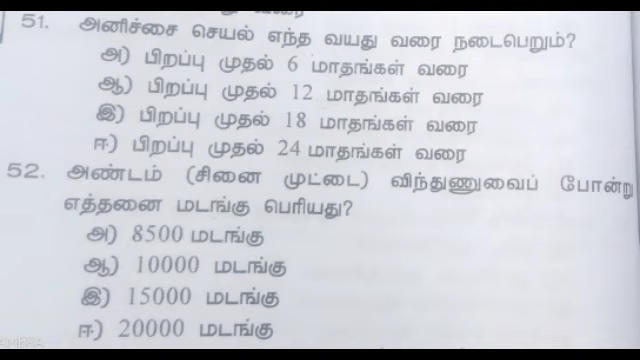 51. அனிச்சை செயல் எந்த வயது வரை நடைபெறும்?
அ) பிறப்பு முதல் 6 மாதங்கள் வரை
ஆ) பிறப்பு முதல் 12 மாதங்கள் வரை
இ) பிறப்பு முதல் 18 மாதங்கள் வரை
ஈ) பிறப்பு முதல் 24 மாதங்கள் வரை
52. அண்டம் (சினை முட்டை) விந்துணுவைப் போன்று
எத்தனை மடங்கு பெரியது?
அ) 8500 மடங்கு
ஆ) 10000 மடங்கு
இ) 15000 மடங்கு
ஈ) 20000 மடங்கு